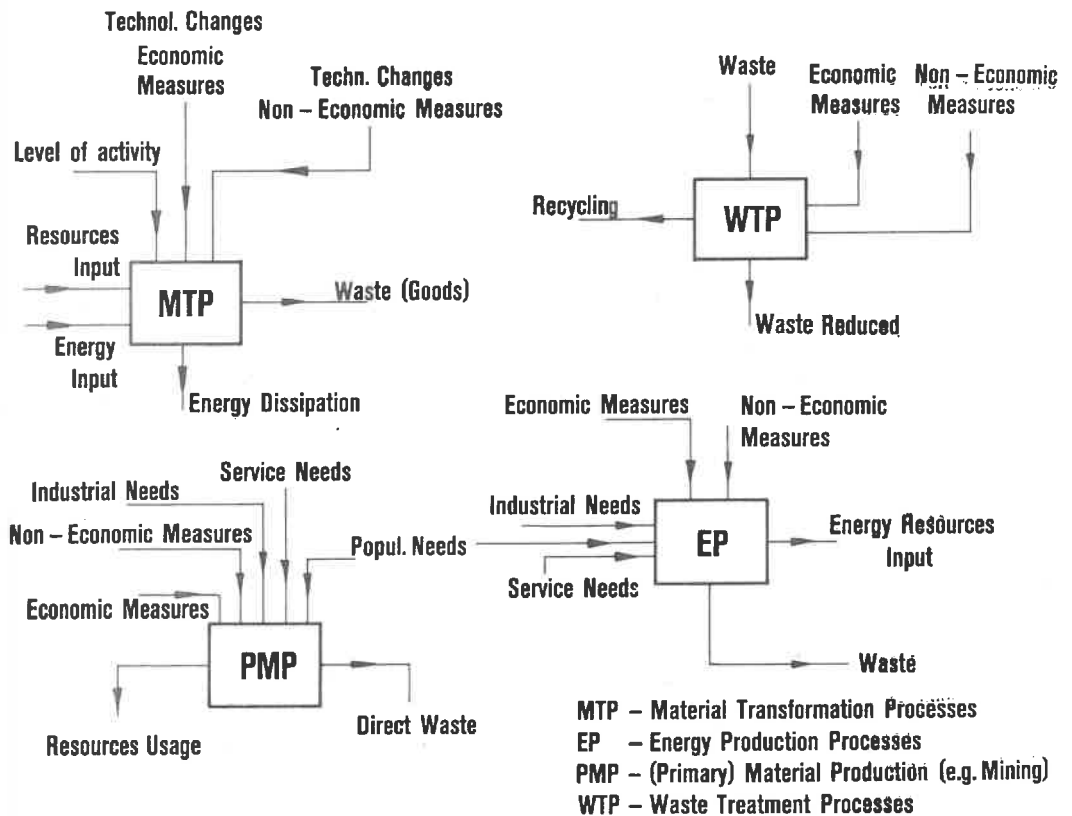 Technol. Changes
Economic
Measures
Techn. Changes
Non – Economic Measures
Level of activity
Resources
Input
MTP
Waste (Goods)
Energy
Input
Energy Dissipation
Waste
Economic
Measures
Non – Economic
Measures
Recycling
WTP
Waste Reduced
Service Needs
Industrial Needs
Non – Economic Measures
Popul. Needs
Economic Measures
PMP
Resources Usage
Direct Waste
Economic Measures
Non – Economic
Measures
Industrial Needs
EP
Energy Resources
Input
Service Needs
Waste
MTP – Material Transformation Processes
EP – Energy Production Processes
PMP – (Primary) Material Production (e.g. Mining)
WTP – Waste Treatment Processes